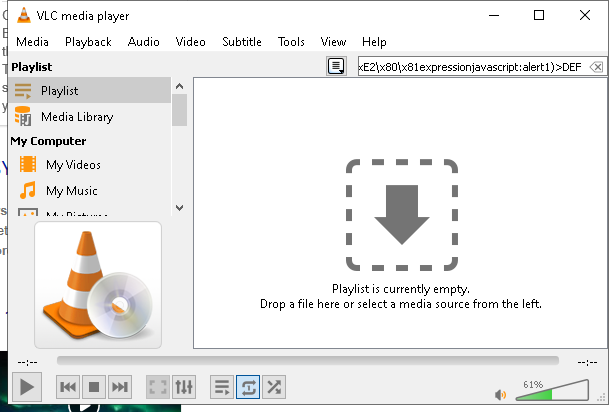 VLC media player
Media Playback Audio Video Subtitle Tools View Help
Playlist
xE2\x80\x81expressionjavascript:alert1)>DEF
Playlist
Media Library
My Computer
My Videos
My Music
My Pictures
Playlist is currently empty.
Drop a file here or select a media source from the left.
--:--
--:--
61%